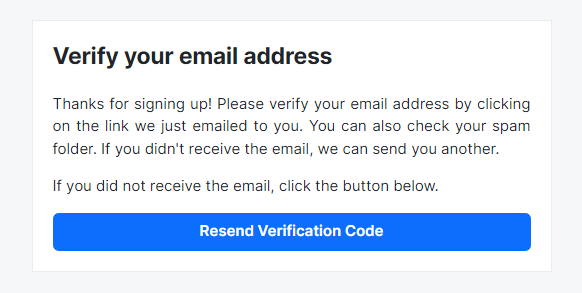 Verify your email address
Thanks for signing up! Please verify your email address by clicking
on the link we just emailed to you. You can also check your spam
folder. If you didn't receive the email, we can send you another.
If you did not receive the email, click the button below.
Resend Verification Code